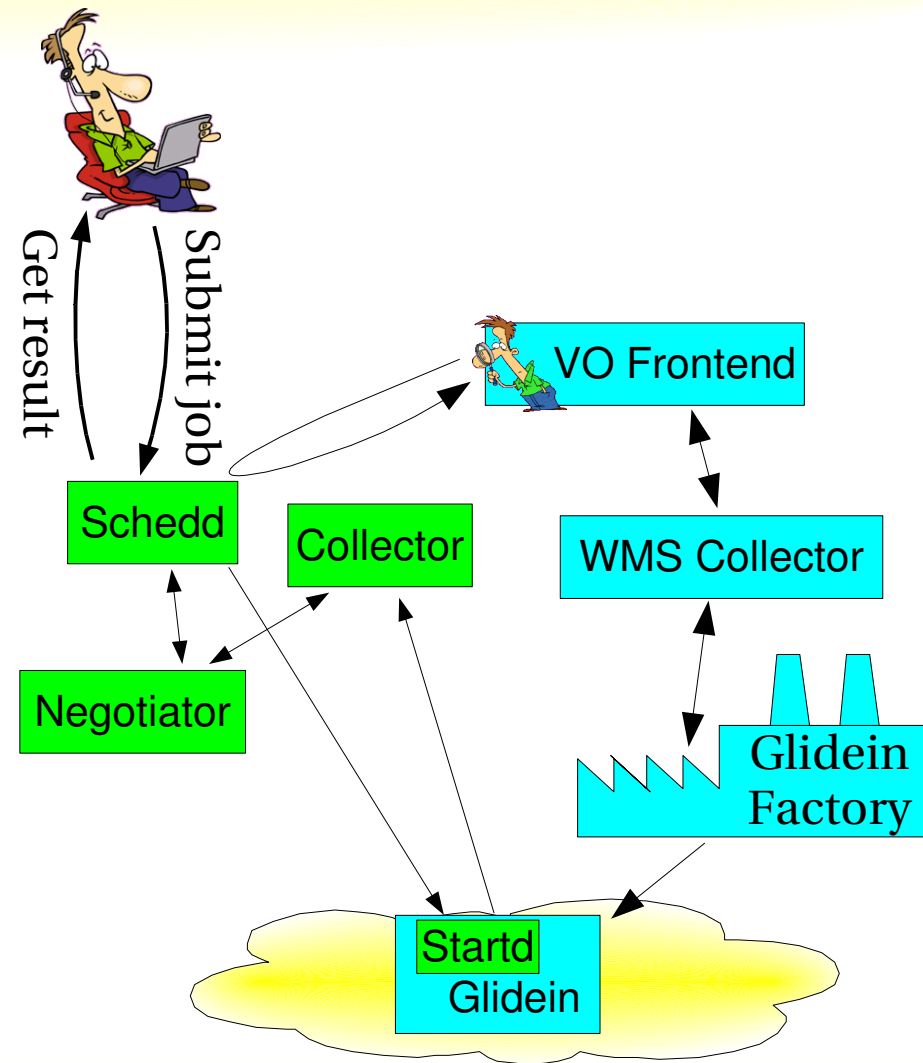 Get result
Submit job
VO Frontend
Schedd
Collector
WMS Collector
Negotiator
Glidein
Factory
Startd
Glidein